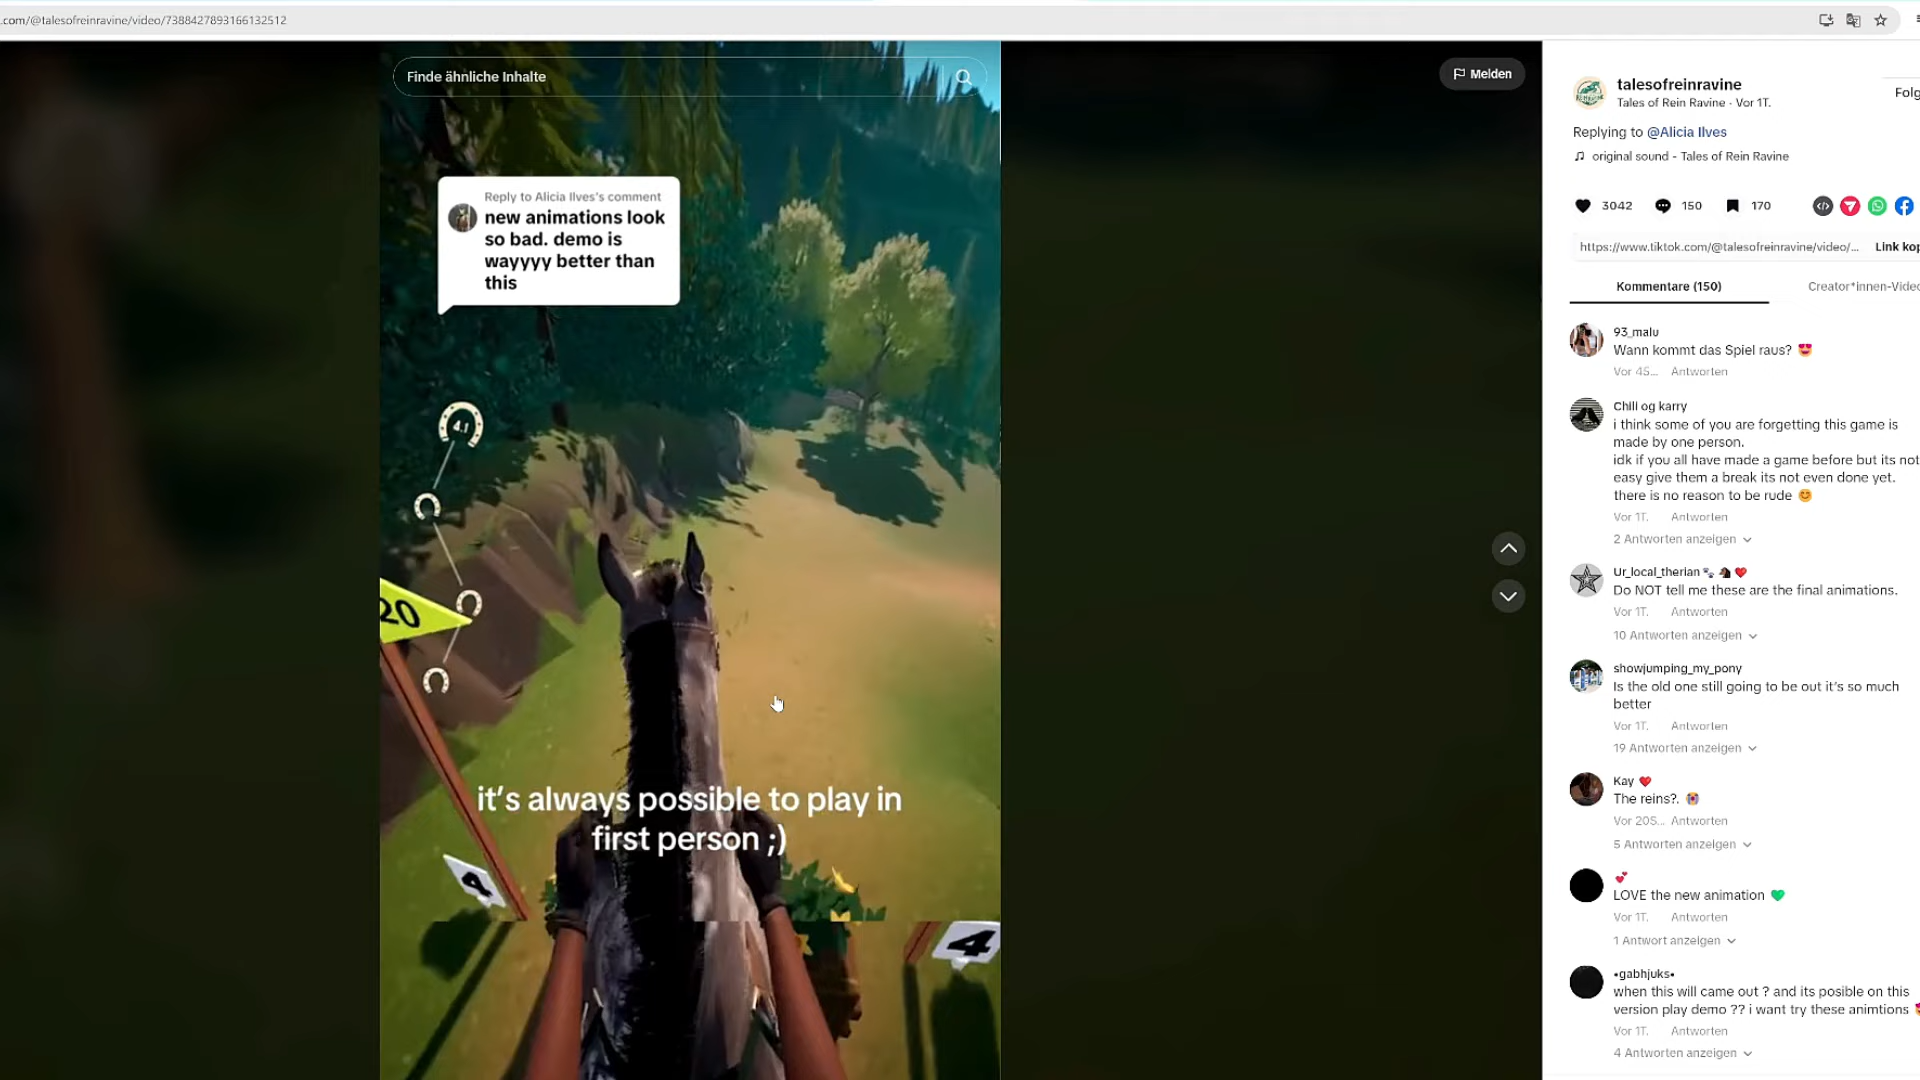 .com/@talesofreinravine/video/7388427893166132512
Finde ähnliche Inhalte
Melden
Reply to Alicia Ilves's comment
new animations look
so bad. demo is
wayyyy better than
this
4.1
20
it's always possible to play in
first person ;)
4
talesofreinravine
Tales of Rein Ravine · Vor 1T.
Folg
Replying to @Alicia Ilves
original sound - Tales of Rein Ravine
3042
150
170
https://www.tiktok.com/@talesofreinravine/video/...
Link kop
Kommentare (150)
Creator*innen-Video
93_malu
Wann kommt das Spiel raus? 😍
Vor 45... Antworten
Chill og karry
i think some of you are forgetting this game is
made by one person.
idk if you all have made a game before but its not
easy give them a break its not even done yet.
there is no reason to be rude 😊
Vor 1T. Antworten
2 Antworten anzeigen
Ur_local_therian🐾🐴❤️
Do NOT tell me these are the final animations.
Vor 1T. Antworten
10 Antworten anzeigen
showjumping_my_pony
Is the old one still going to be out it's so much
better
Vor 1T. Antworten
19 Antworten anzeigen
Kay ❤️
The reins?. 😭
Vor 20S... Antworten
5 Antworten anzeigen
💕
LOVE the new animation 💚
Vor 1T. Antworten
1 Antwort anzeigen
•gabhjuks•
when this will came out ? and its posible on this
version play demo ?? i want try these animtions
Vor 1T. Antworten
4 Antworten anzeigen